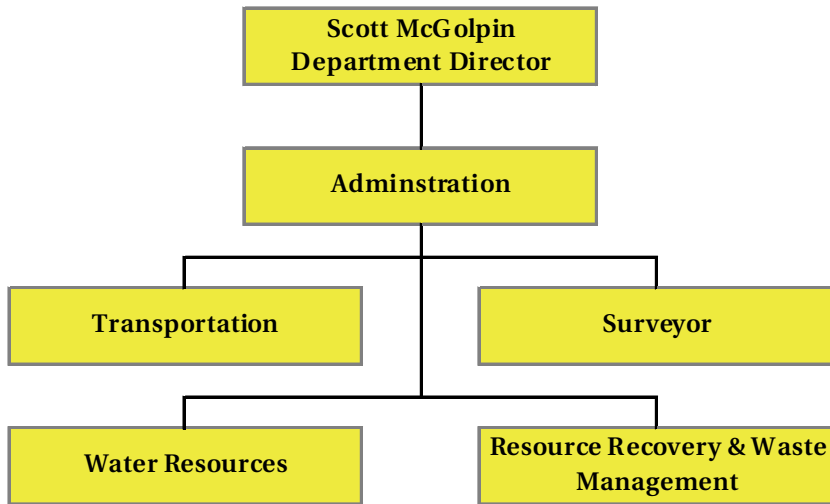 Scott McGolpin
Department Director
Adminstration
Transportation
Surveyor
Water Resources
Resource Recovery & Waste
Management